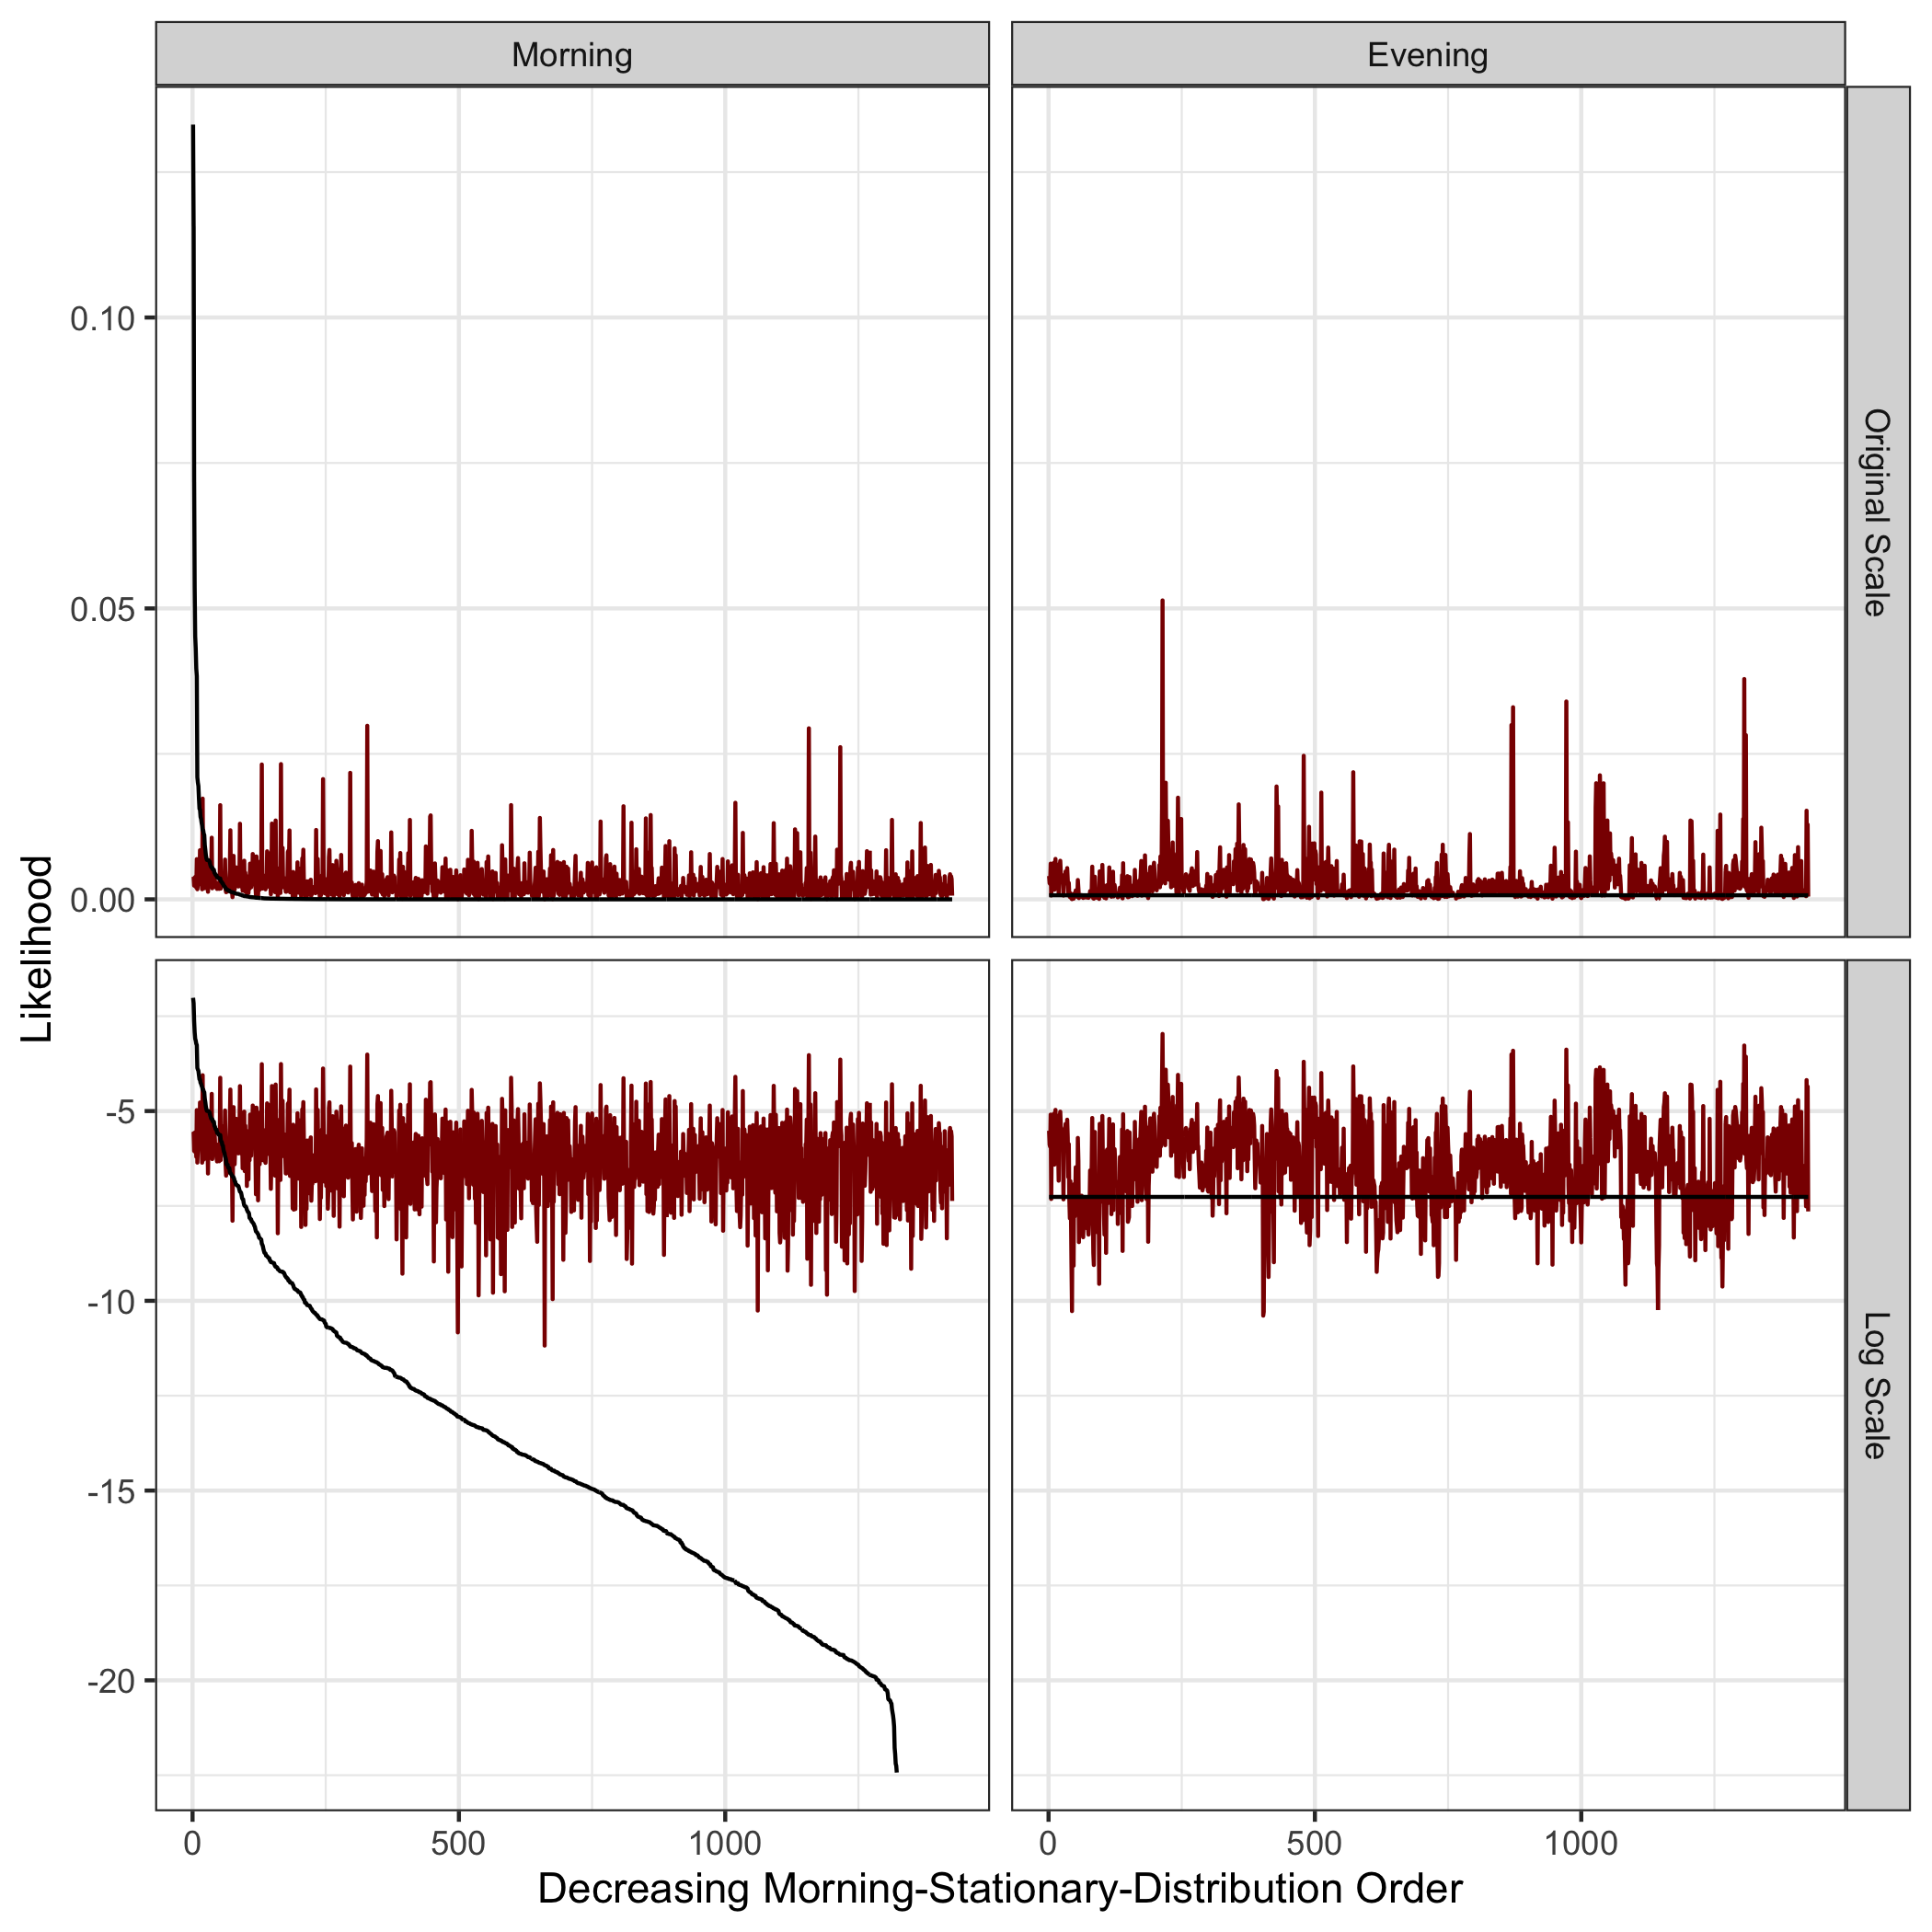 Morning
Evening
0.10
0.05
0.00
Original Scale
Likelihood
-5
-10
-15
-20
Log Scale
0 500 1000
0 500 1000
Decreasing Morning-Stationary-Distribution Order